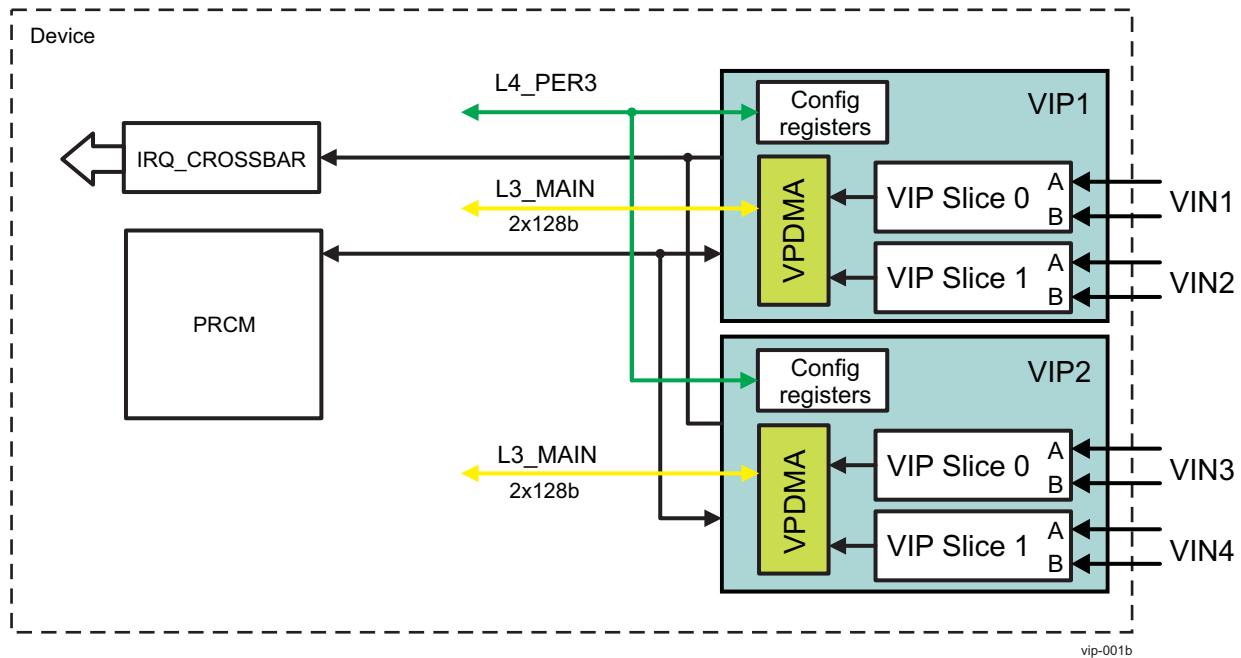 Device
L4_PER3
Config
registers
VIP1
IRQ_CROSSBAR
L3_MAIN
2x128b
VPDMA
VIP Slice 0
A
B
VIN1
VIP Slice 1
A
B
VIN2
PRCM
Config
registers
VIP2
L3_MAIN
2x128b
VPDMA
VIP Slice 0
A
B
VIN3
VIP Slice 1
A
B
VIN4
vip-001b